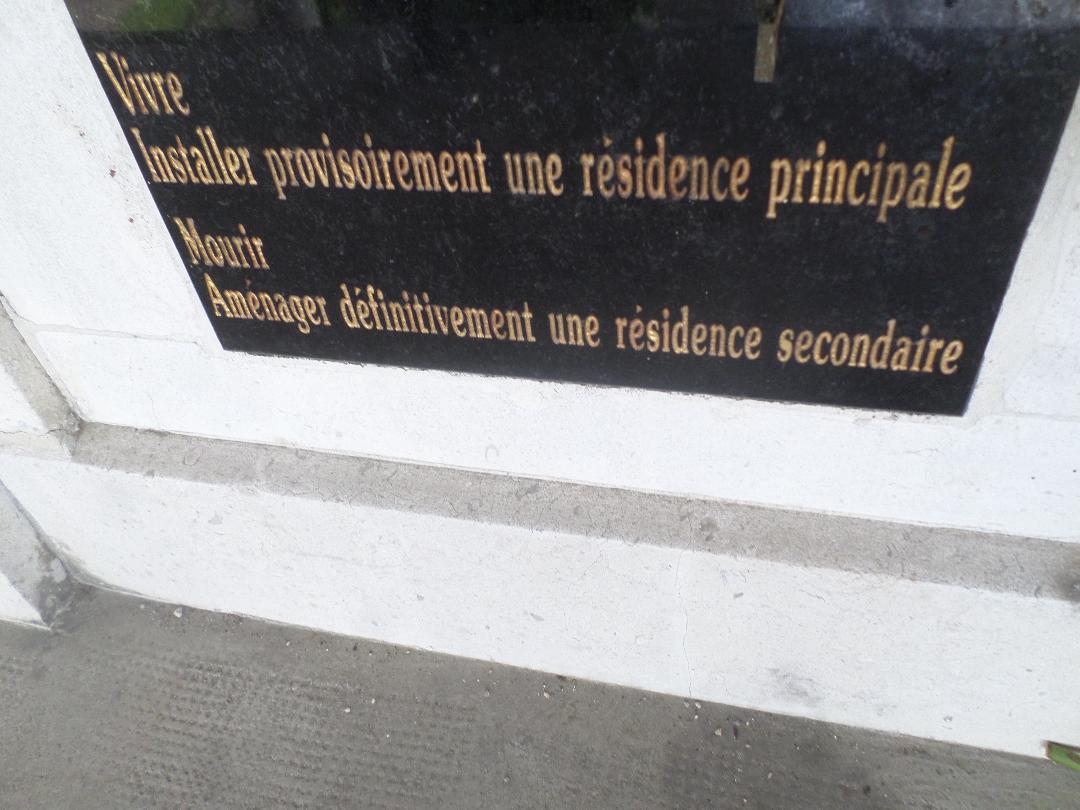 Vivre
Installer provisoirement une résidence principale
Mourir
Aménager définitivement une résidence secondaire